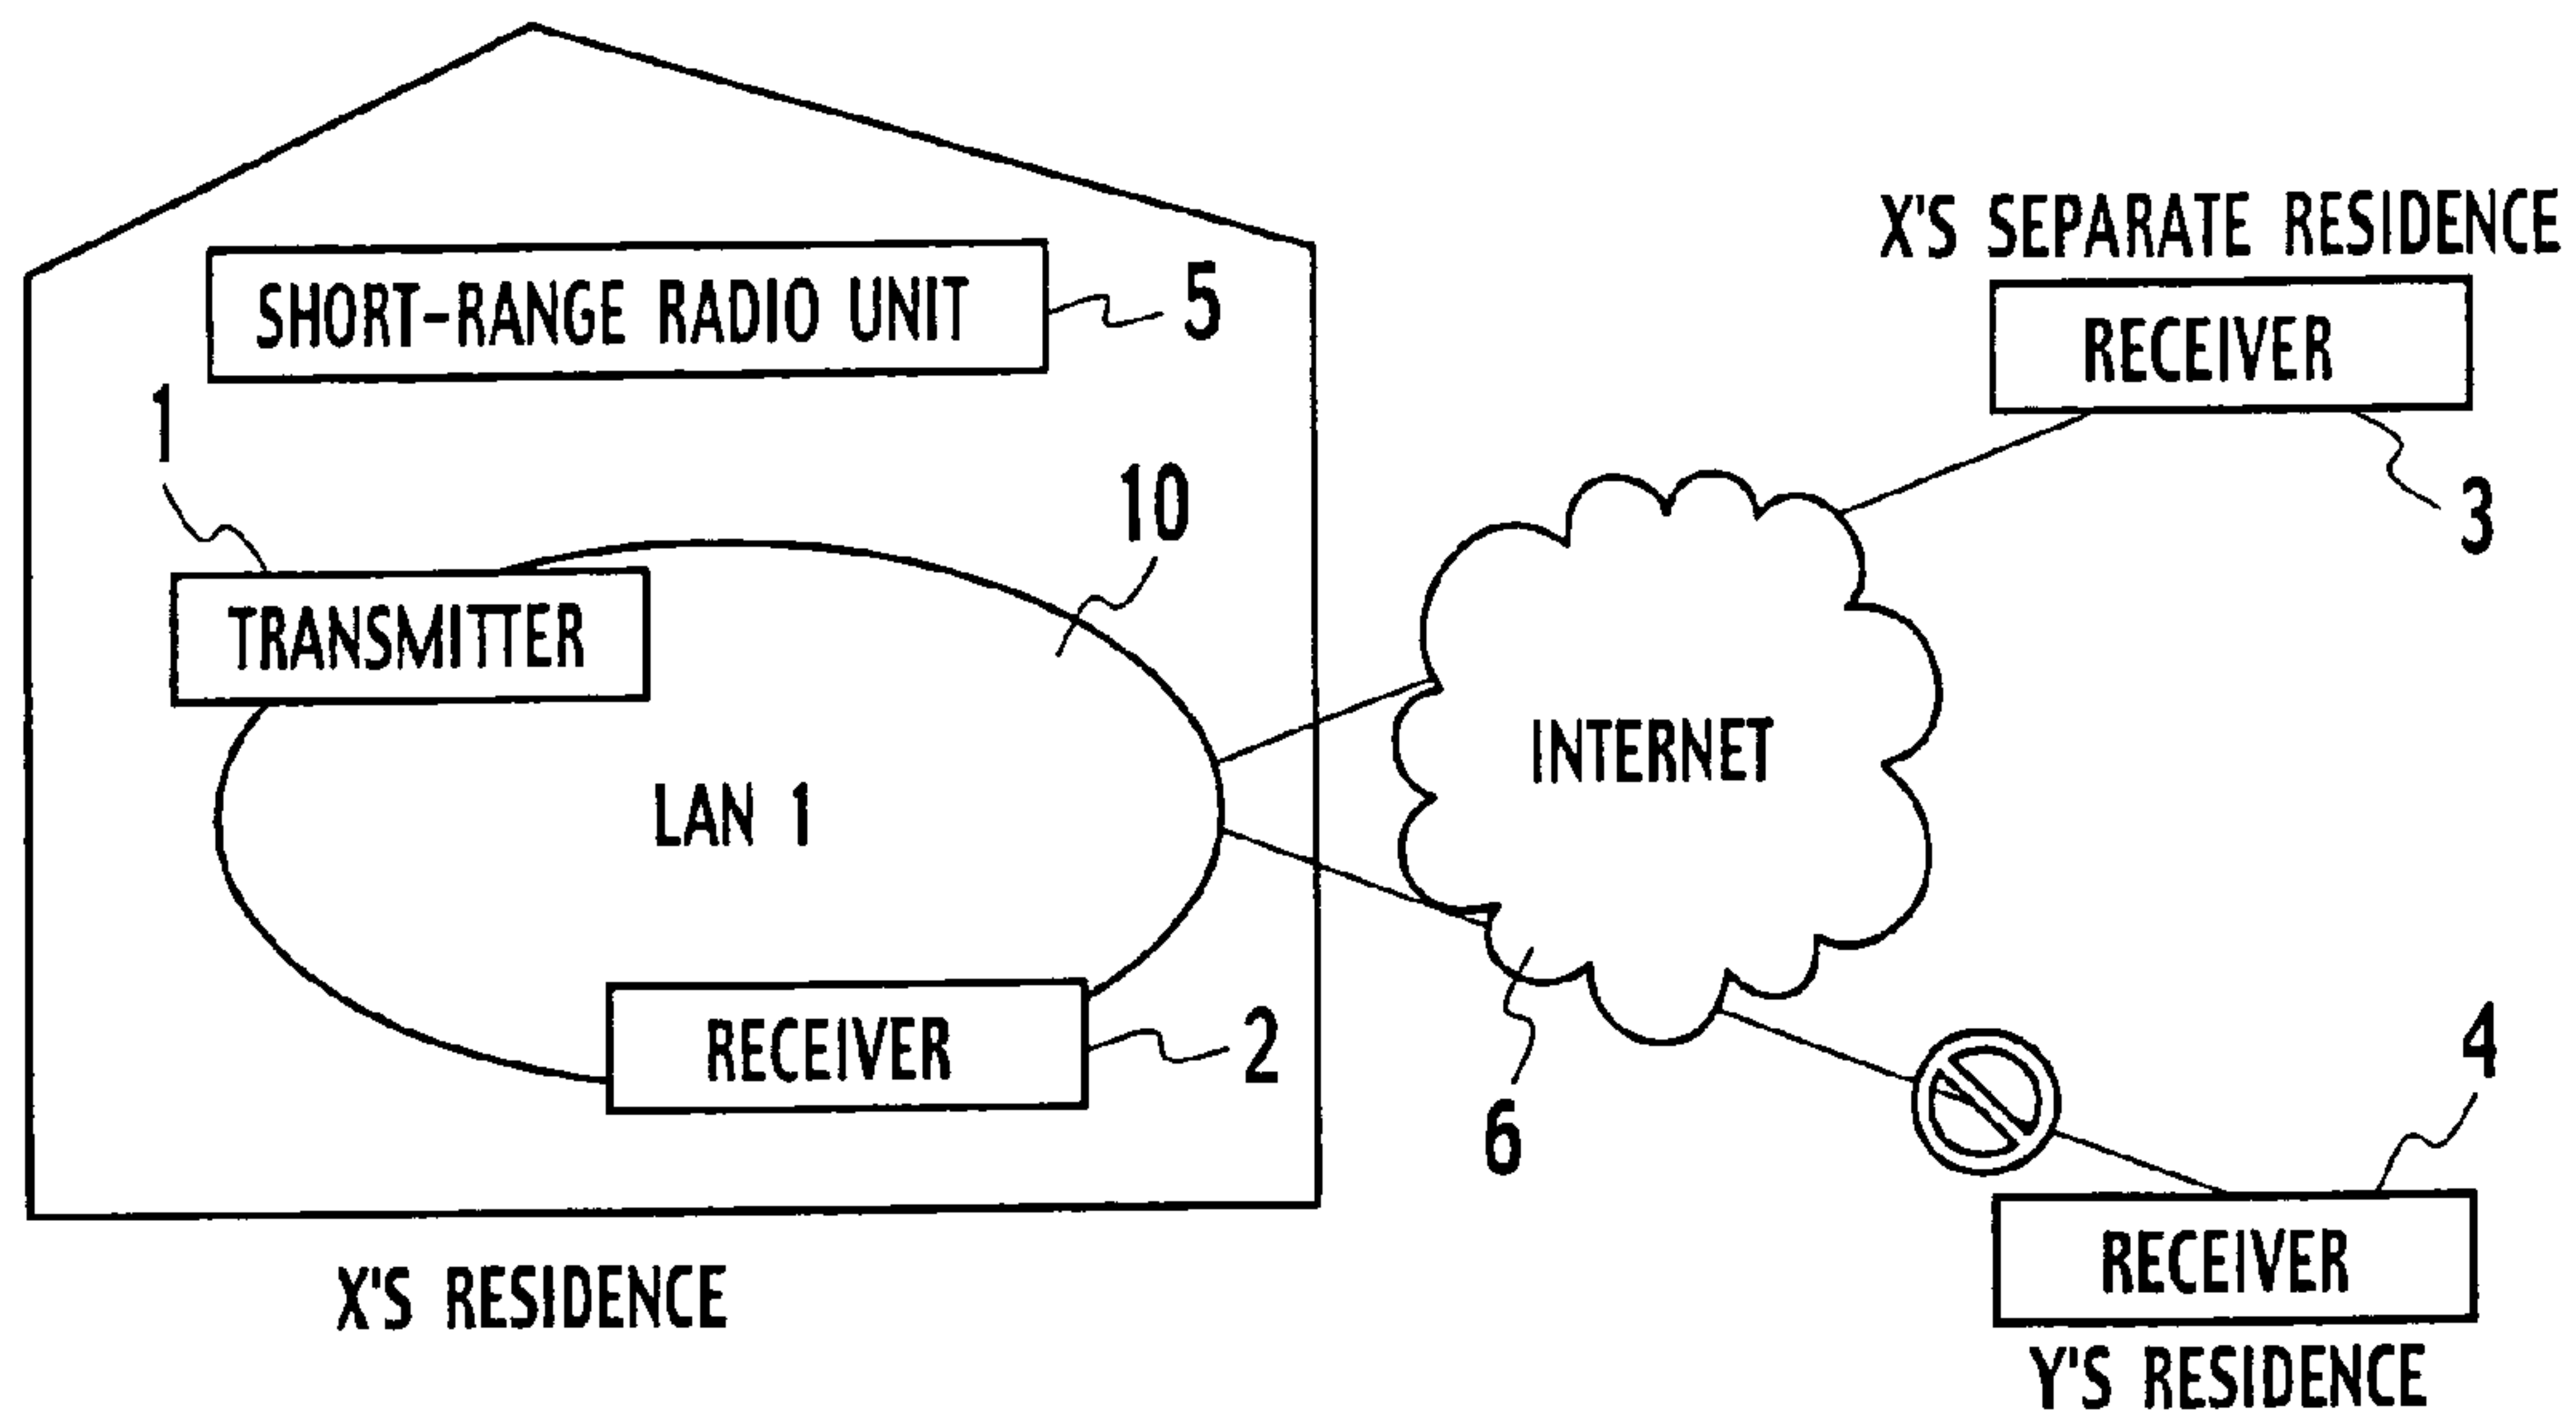 X'S SEPARATE RESIDENCE
SHORT-RANGE RADIO UNIT
5
RECEIVER
3
1
10
TRANSMITTER
INTERNET
LAN 1
RECEIVER
2
6
4
RECEIVER
X'S RESIDENCE
Y'S RESIDENCE